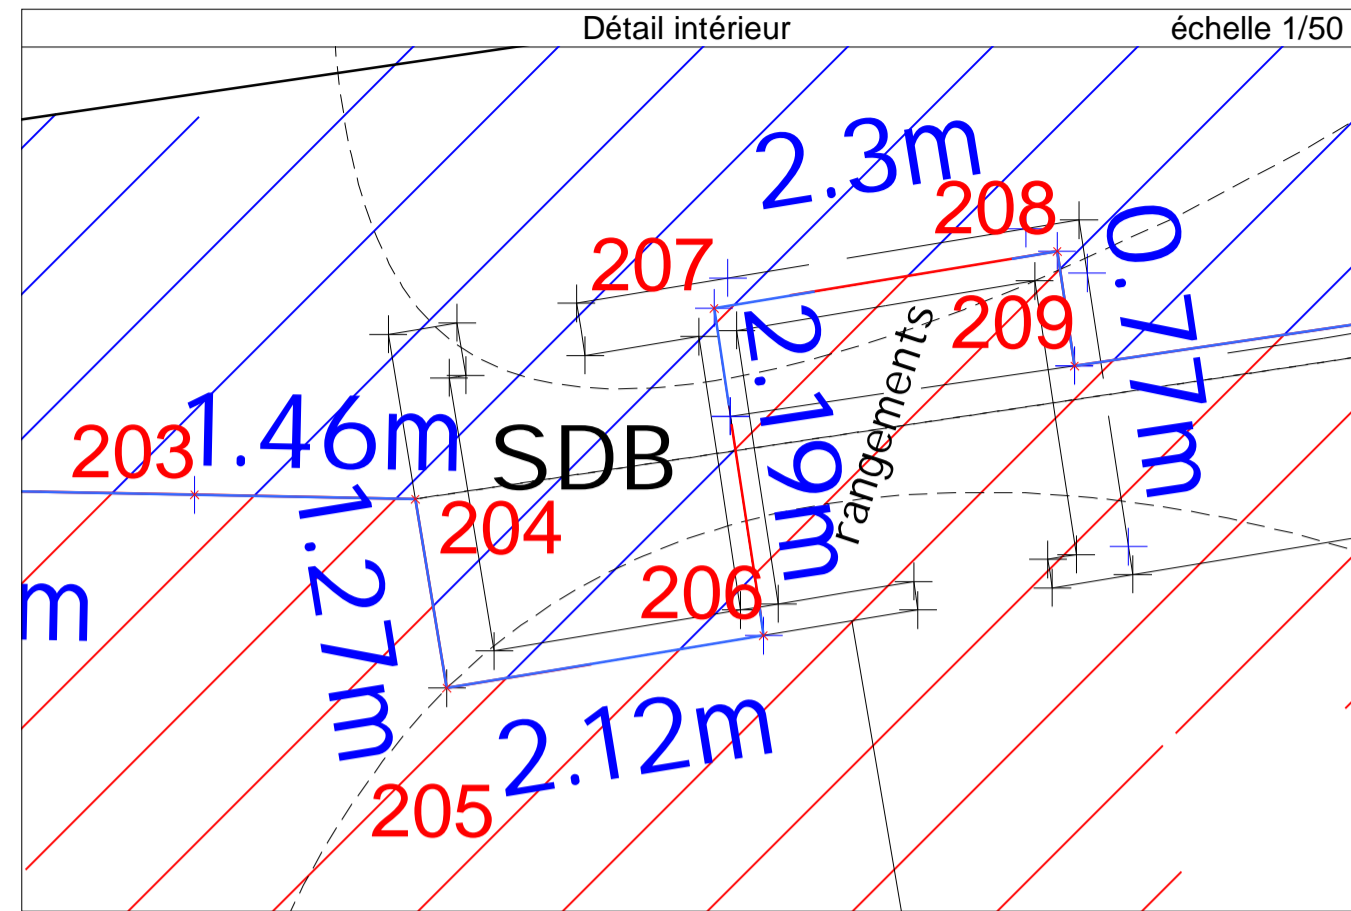 Détail intérieur échelle 1/50
2.3m
208
207
0.77m
209
2.19m
rangements
1.46m
203
SDB
204
1.27m
206
m
2.12m
205